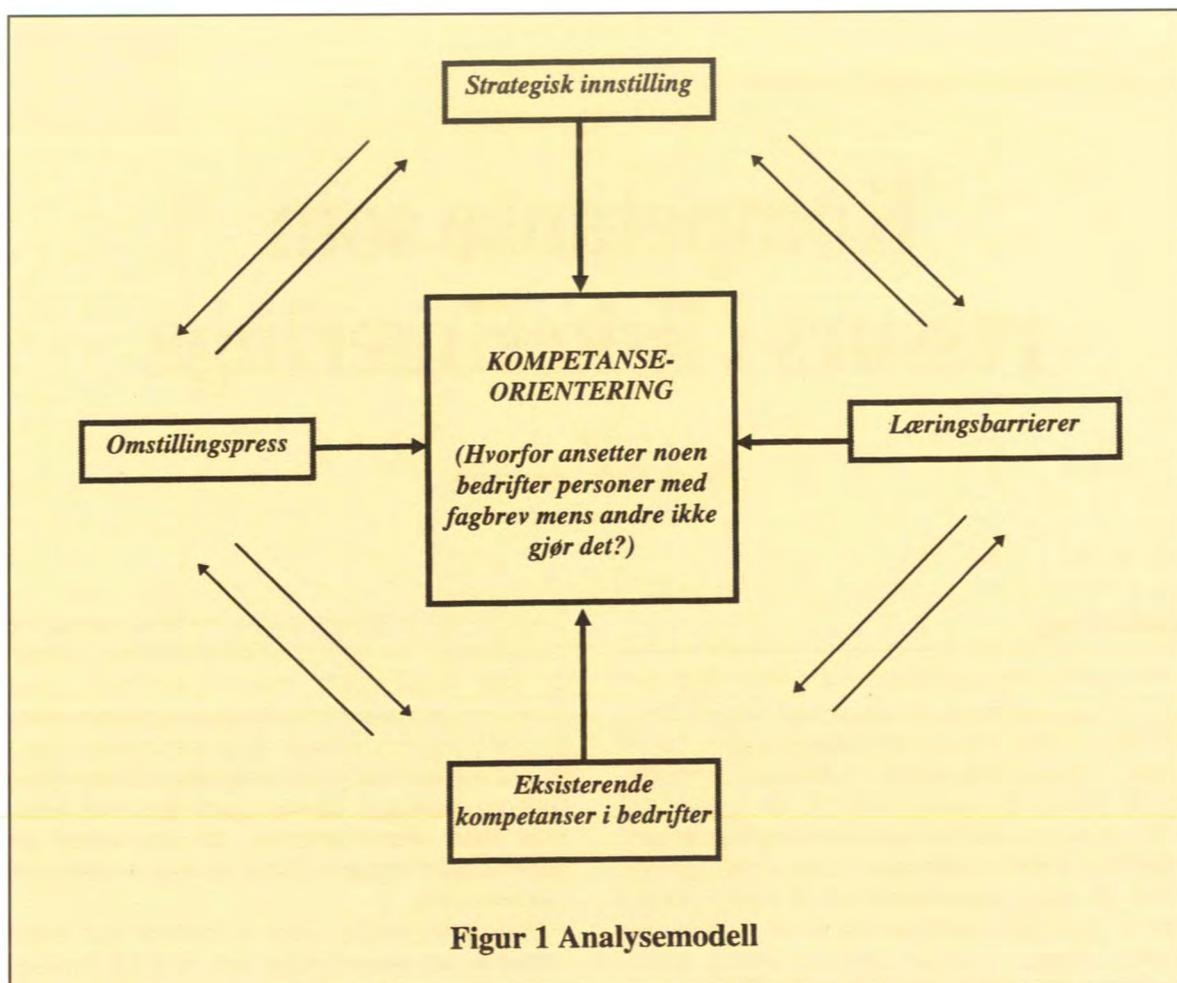 Strategisk innstilling
KOMPETANSE-
ORIENTERING
(Hvorfor ansetter noen
bedrifter personer med
fagbrev mens andre ikke
gjør det?)
Omstillingspress
Læringsbarrierer
Eksisterende
kompetanser i bedrifter
Figur 1 Analysemodell